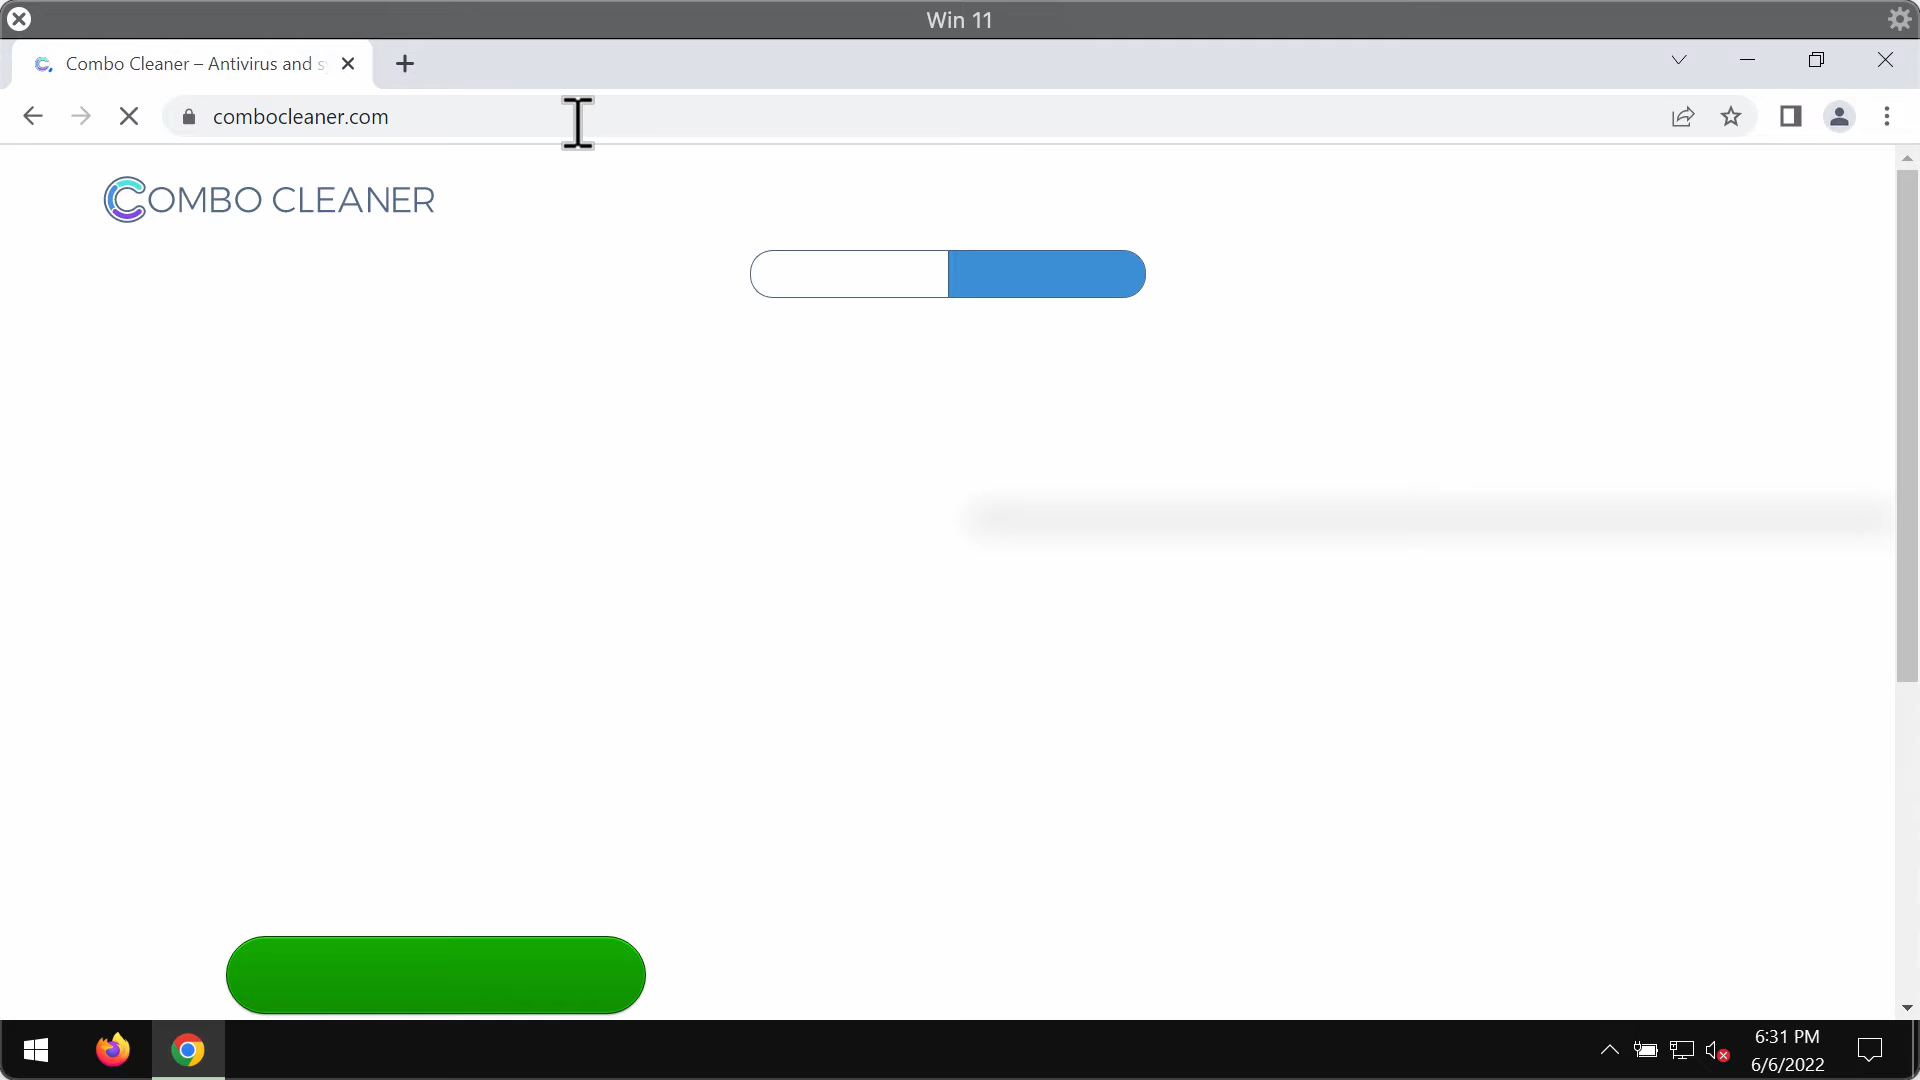 Win 11
Combo Cleaner – Antivirus and s
combocleaner.com
COMBO CLEANER
6:31 PM
6/6/2022